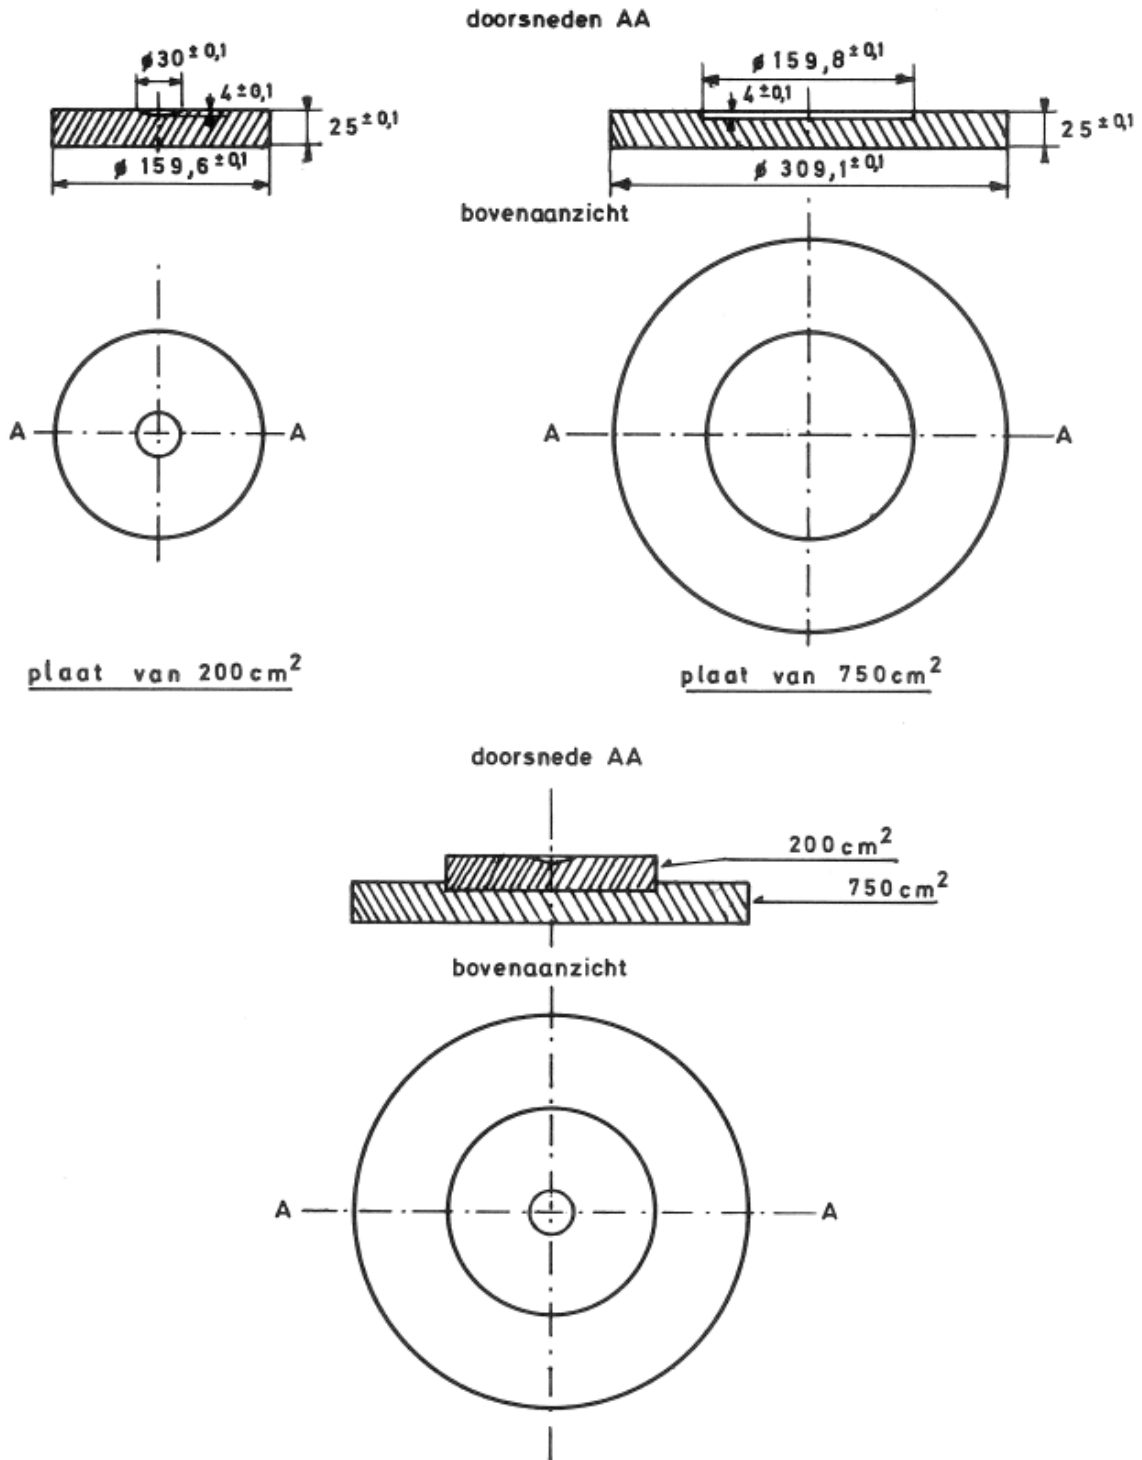 doorsneden AA
ø30±0,1
4±0,1
25±0,1
ø 159,6±0,1
ø 159,8±0,1
4±0,1
25±0,1
ø 309,1±0,1
bovenaanzicht
A A
A A
plaat van 200cm²
plaat van 750cm²
doorsnede AA
200cm²
750cm²
bovenaanzicht
A A